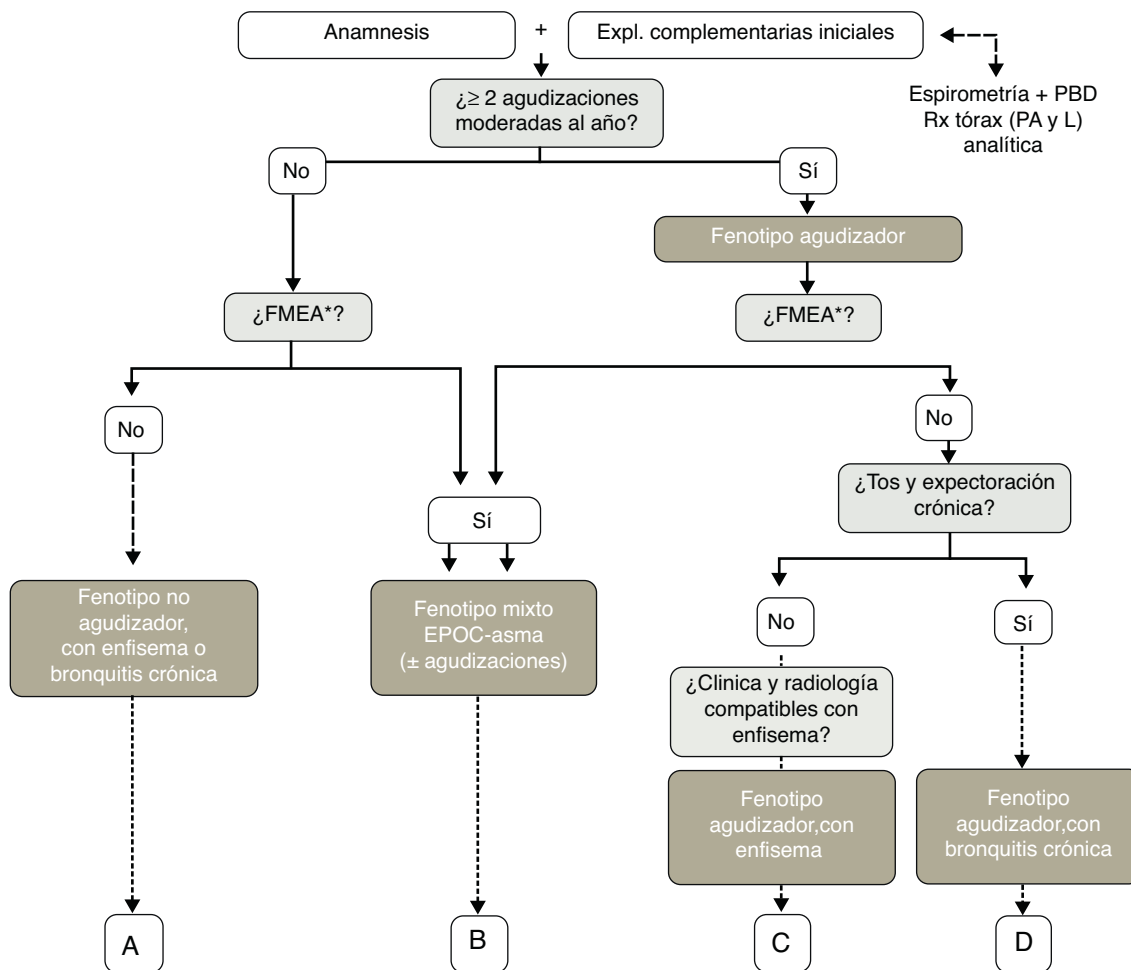 Anamnesis
+
Expl. complementarias iniciales
Espirometría + PBD
Rx tórax (PA y L)
analítica
¿≥ 2 agudizaciones
moderadas al año?
No
Sí
Fenotipo agudizador
¿FMEA*?
¿FMEA*?
No
No
¿Tos y expectoración
crónica?
Sí
Fenotipo no
agudizador,
con enfisema o
bronquitis crónica
Fenotipo mixto
EPOC-asma
(± agudizaciones)
No
Sí
¿Clinica y radiología
compatibles con
enfisema?
Fenotipo
agudizador,con
enfisema
Fenotipo
agudizador,con
bronquitis crónica
A
B
C
D